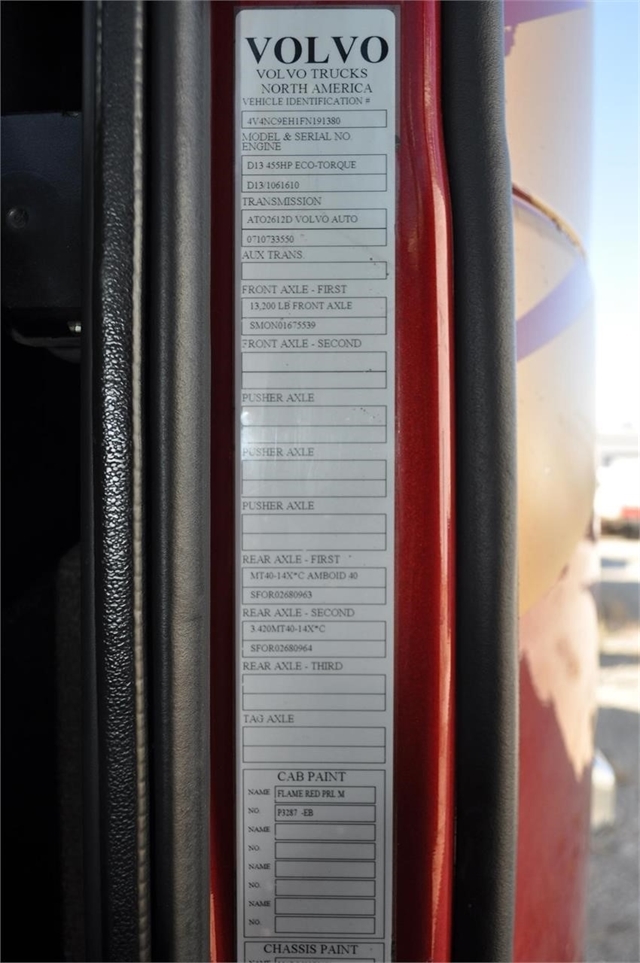 VOLVO
VOLVO TRUCKS
NORTH AMERICA
VEHICLE IDENTIFICATION #
4V4NC9EH1FN191380
MODEL & SERIAL NO.
ENGINE
D13 455HP ECO-TORQUE
D13/1061610
TRANSMISSION
ATO2612D VOLVO AUTO
0710733550
AUX TRANS.
FRONT AXLE - FIRST
13,200 LB FRONT AXLE
SMON01675539
FRONT AXLE - SECOND
PUSHER AXLE
PUSHER AXLE
PUSHER AXLE
REAR AXLE - FIRST
MT40-14X*C AMBOID 40
SFOR02680963
REAR AXLE - SECOND
3.420MT40-14X*C
SFOR02680964
REAR AXLE - THIRD
TAG AXLE
CAB PAINT
NAME FLAME RED PRL M
NO. P3287 -EB
NAME
NO.
NAME
NO.
NAME
NO.
CHASSIS PAINT